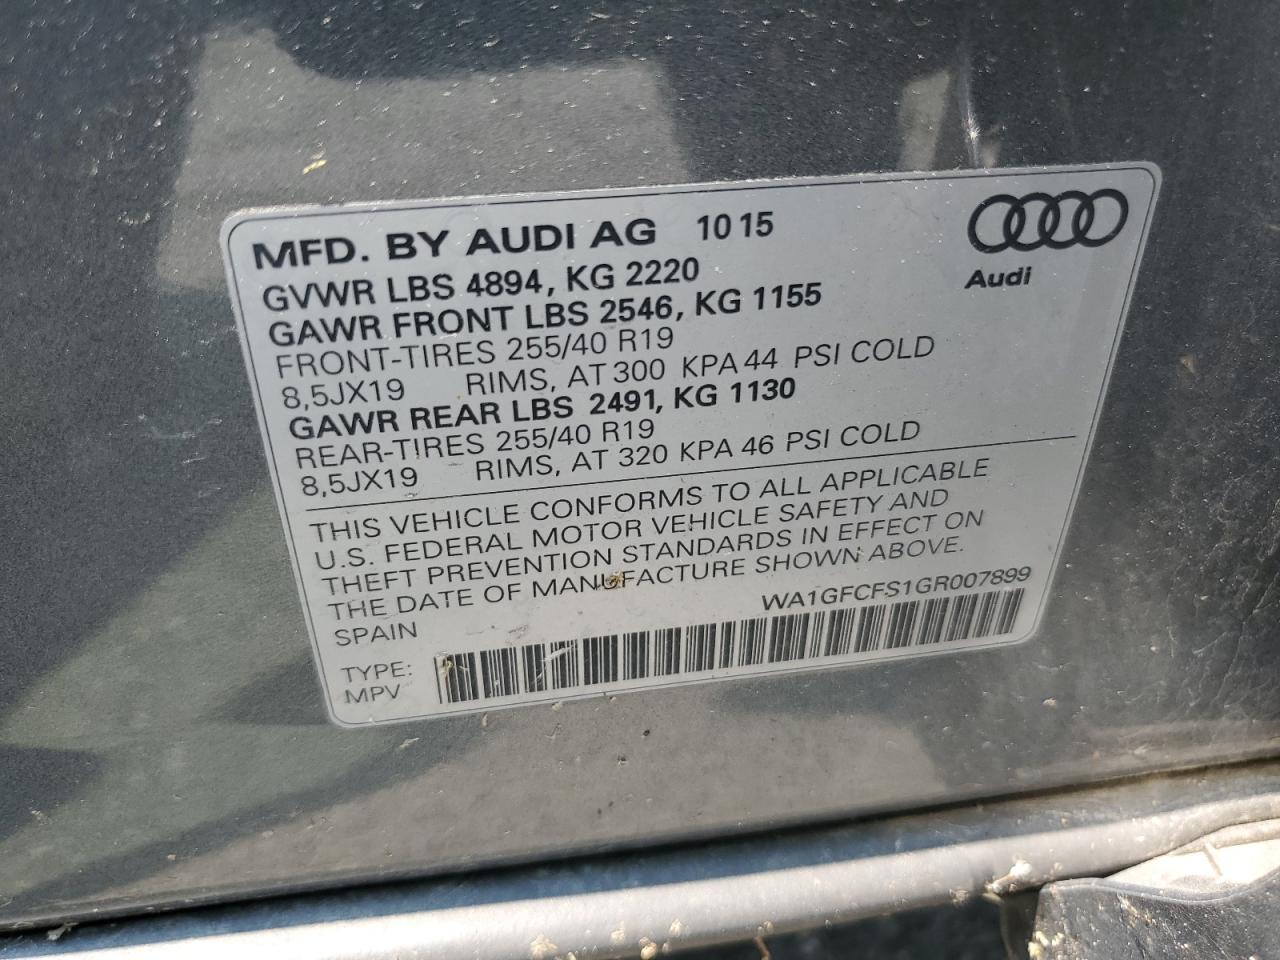 MFD. BY AUDI AG 10 15
Audi
GVWR LBS 4894, KG 2220
GAWR FRONT LBS 2546, KG 1155
FRONT-TIRES 255/40 R19
8,5JX19 RIMS, AT 300 KPA 44 PSI COLD
GAWR REAR LBS 2491, KG 1130
REAR-TIRES 255/40 R19
8,5JX19 RIMS, AT 320 KPA 46 PSI COLD
THIS VEHICLE CONFORMS TO ALL APPLICABLE
U.S. FEDERAL MOTOR VEHICLE SAFETY AND
THEFT PREVENTION STANDARDS IN EFFECT ON
THE DATE OF MANUFACTURE SHOWN ABOVE.
SPAIN WA1GFCFS1GR007899
TYPE:
MPV